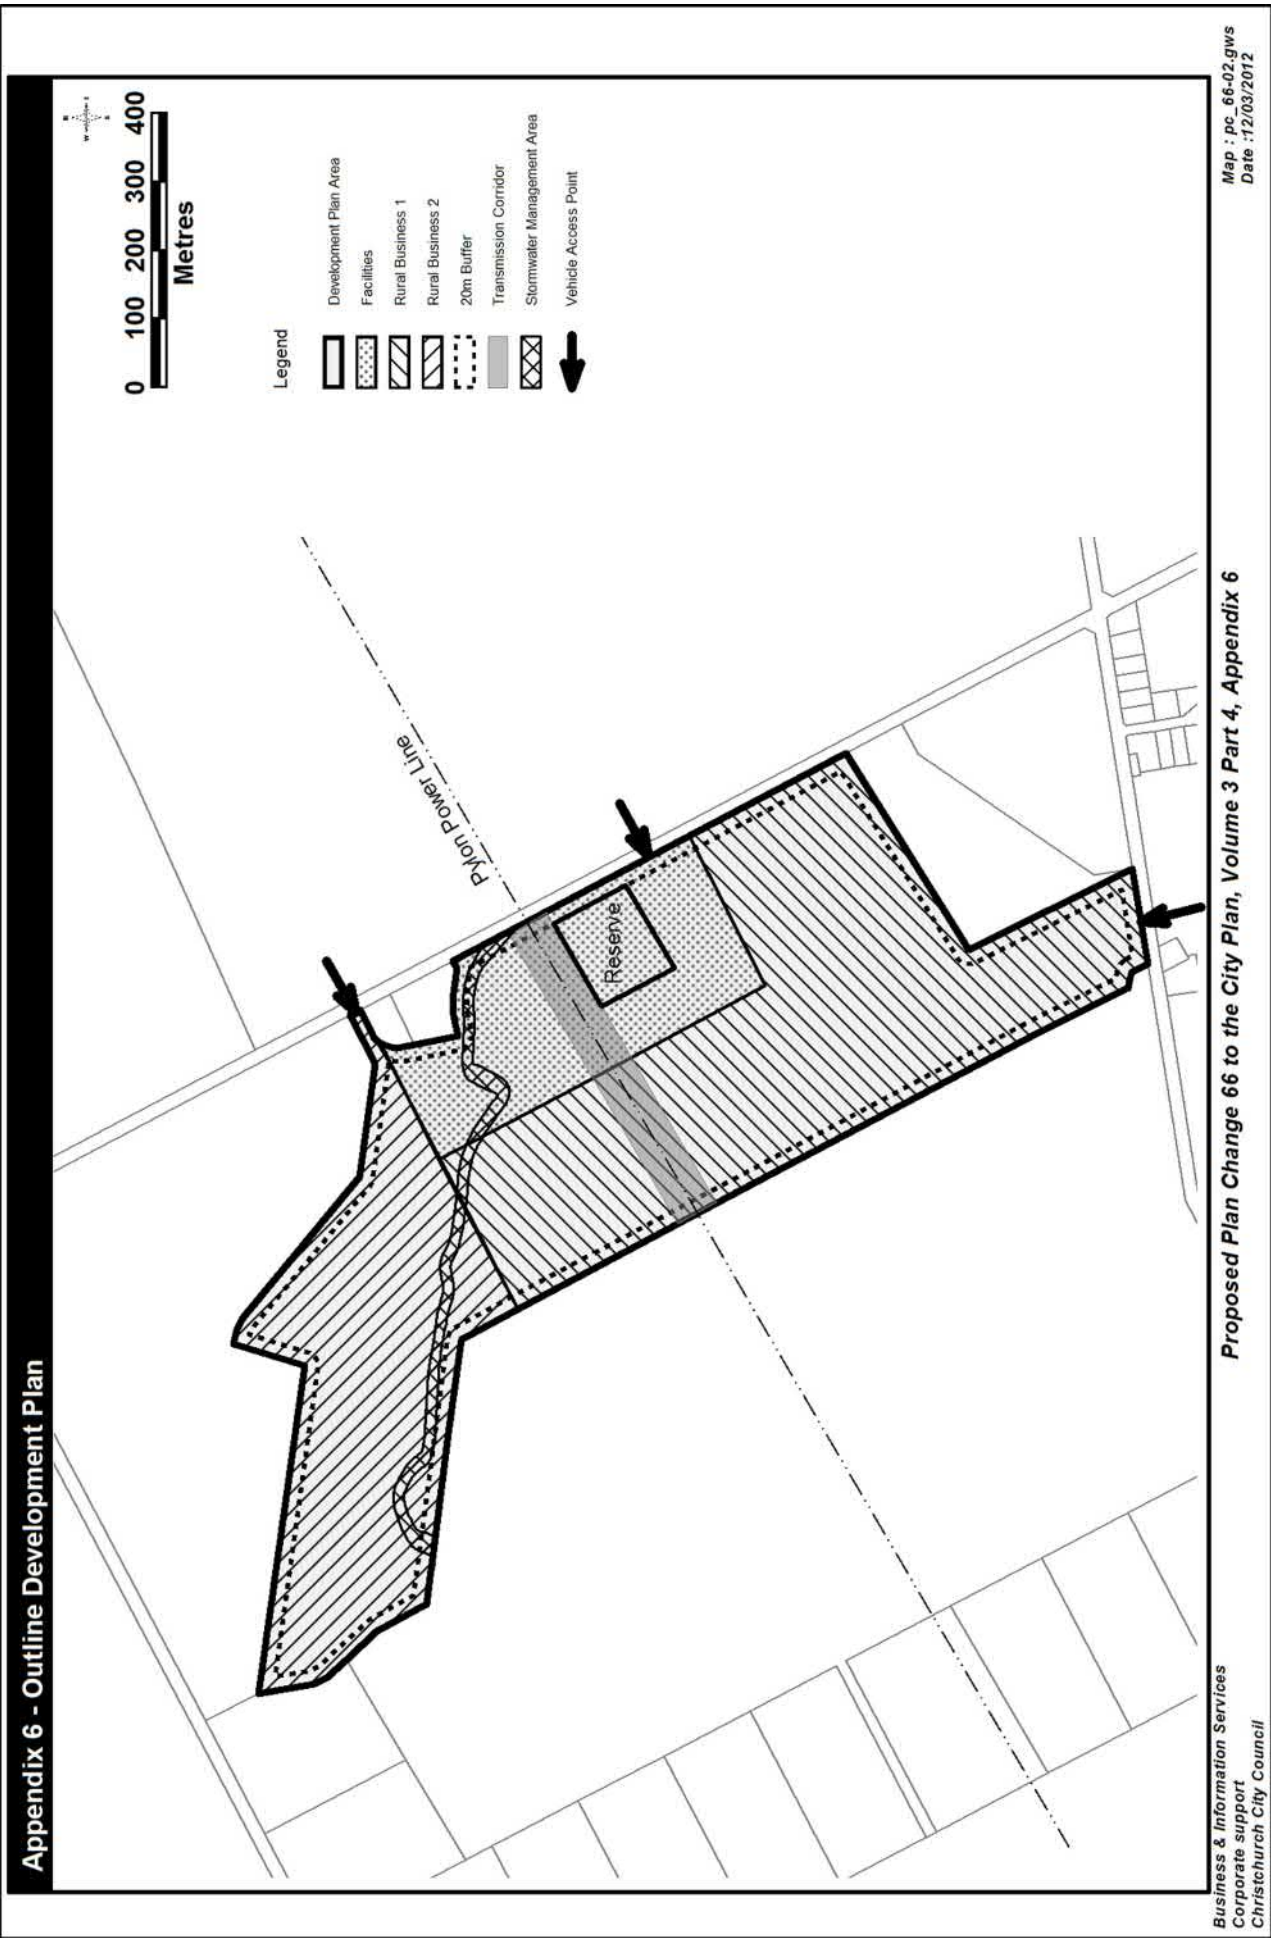 Appendix 6 - Outline Development Plan
N
W E
S
0 100 200 300 400
Metres
Legend
Development Plan Area
Facilities
Rural Business 1
Rural Business 2
20m Buffer
Transmission Corridor
Stormwater Management Area
Vehicle Access Point
Pylon Power Line
Reserve
Business & Information Services
Corporate support
Christchurch City Council
Proposed Plan Change 66 to the City Plan, Volume 3 Part 4, Appendix 6
Map : pc_66-02.gws
Date :12/03/2012